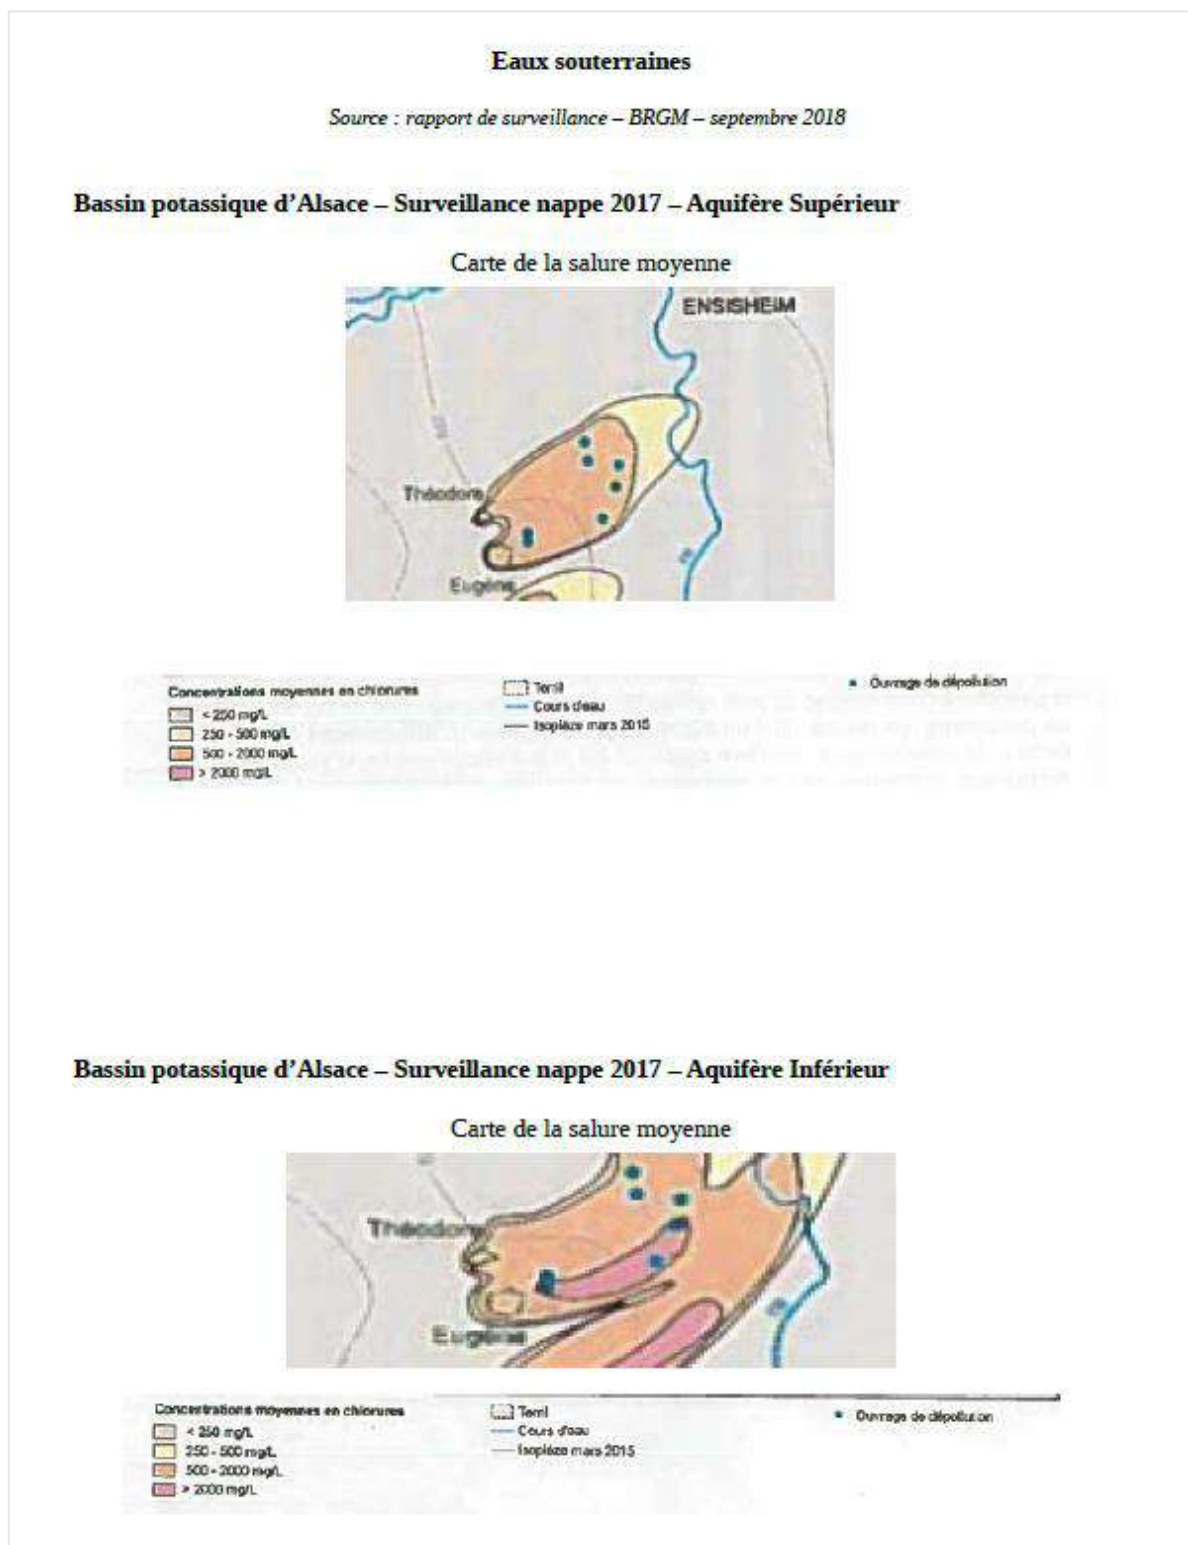 Eaux souterraines
Source : rapport de surveillance – BRGM – septembre 2018
Bassin potassique d’Alsace – Surveillance nappe 2017 – Aquifère Supérieur
Carte de la salure moyenne
ENSISHEIM
Théodore
Eugène
Concentrations moyennes en chlorures
< 250 mg/L
250 - 500 mg/L
500 - 2000 mg/L
> 2000 mg/L
Terril
Cours d'eau
Isopièze mars 2015
Ouvrage de dépollution
Bassin potassique d’Alsace – Surveillance nappe 2017 – Aquifère Inférieur
Carte de la salure moyenne
Théodore
Eugène
Concentrations moyennes en chlorures
< 250 mg/L
250 - 500 mg/L
500 - 2000 mg/L
> 2000 mg/L
Terril
Cours d'eau
Isopièze mars 2015
Ouvrage de dépollution